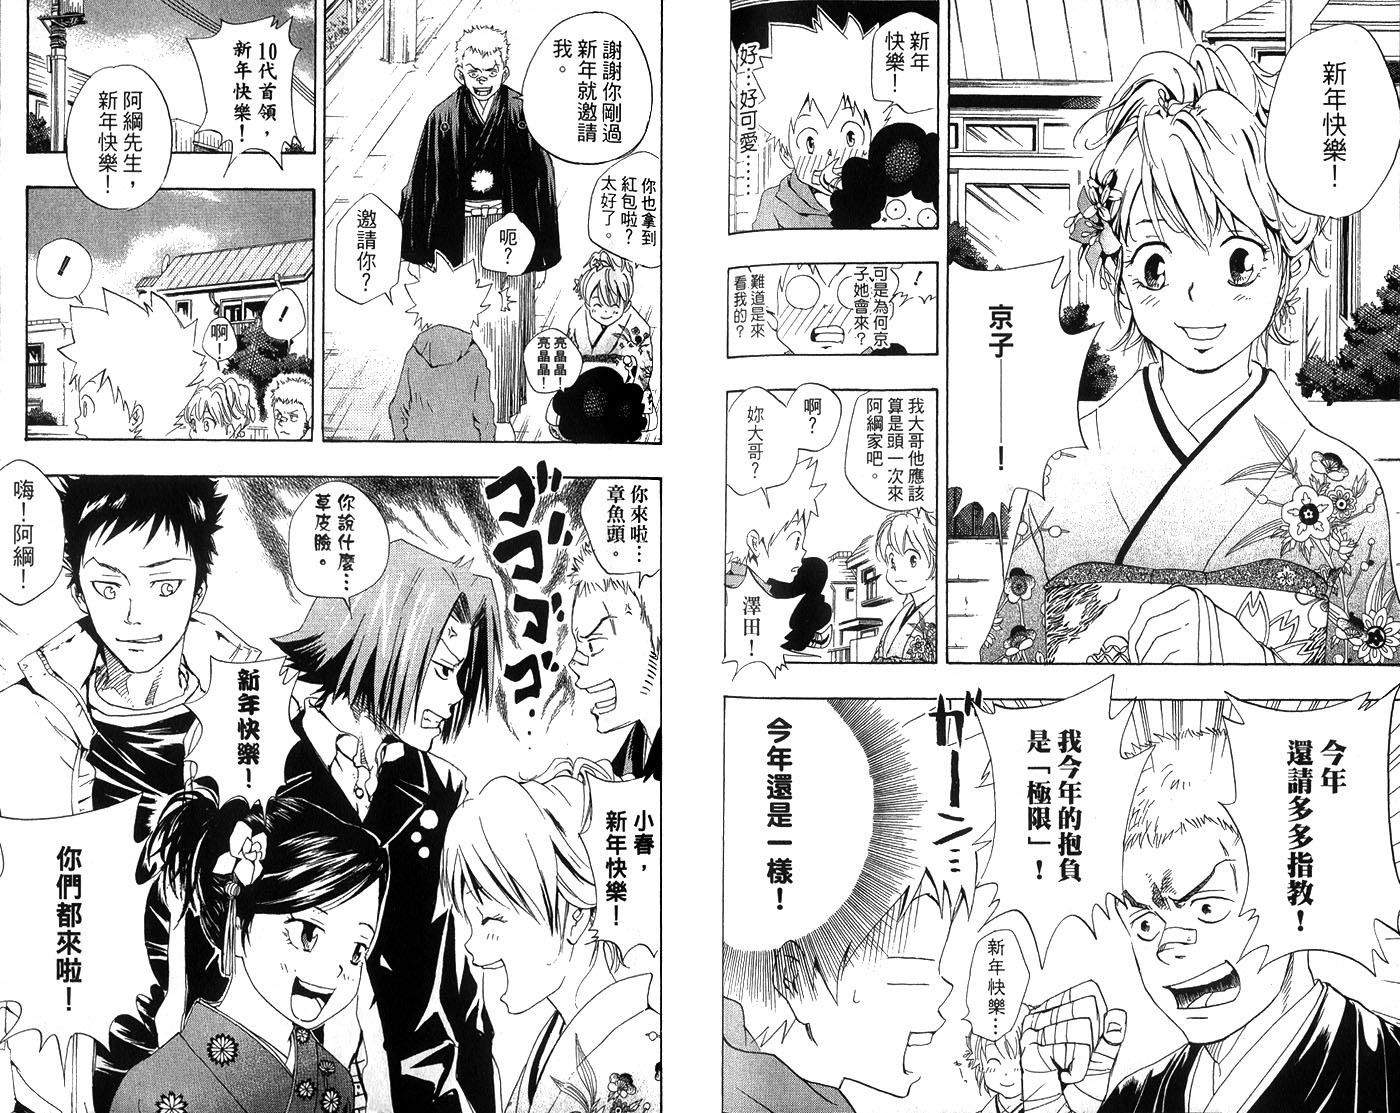 新年快樂！
京子——！
新年
快樂！
好…好可愛……
！
可是為何京
子她會來？
難道是來
看我的？
我大哥他應該
算是頭一次來
阿綱家吧。
啊？
妳大哥？
澤田！
今年
還請多多指教！
我今年的抱負
是「極限」！
ガーン
新年快樂…
今年還是一樣！
謝謝你剛過
新年就邀請
我。
你也拿到
紅包啦？
太好了。
呃？
邀請你？
亮晶晶！
亮晶晶！
10代首領，
新年快樂！
阿綱先生，
新年快樂！
！
啊！
！
你來啦…
章魚頭。
ゴゴゴゴ…
你說什麼…
草皮臉。
嗨！阿綱！
新年快樂！
小春，
新年快樂！
你們都來啦！